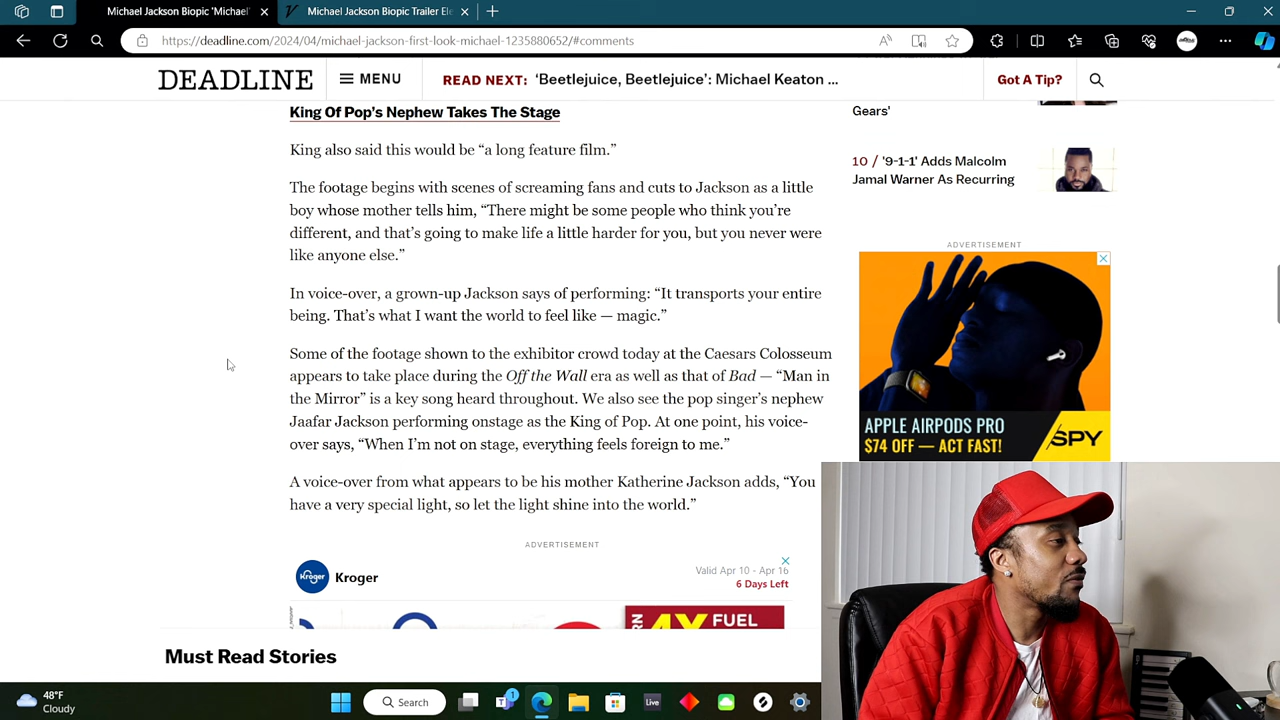 Michael Jackson Biopic 'Michael'
Michael Jackson Biopic Trailer Ele
https://deadline.com/2024/04/michael-jackson-first-look-michael-1235880652/#comments
DEADLINE
MENU
READ NEXT: ‘Beetlejuice, Beetlejuice’: Michael Keaton ...
Got A Tip?
King Of Pop’s Nephew Takes The Stage
King also said this would be “a long feature film.”
The footage begins with scenes of screaming fans and cuts to Jackson as a little
boy whose mother tells him, “There might be some people who think you’re
different, and that’s going to make life a little harder for you, but you never were
like anyone else.”
In voice-over, a grown-up Jackson says of performing: “It transports your entire
being. That’s what I want the world to feel like — magic.”
Some of the footage shown to the exhibitor crowd today at the Caesars Colosseum
appears to take place during the Off the Wall era as well as that of Bad — “Man in
the Mirror” is a key song heard throughout. We also see the pop singer’s nephew
Jaafar Jackson performing onstage as the King of Pop. At one point, his voice-
over says, “When I’m not on stage, everything feels foreign to me.”
A voice-over from what appears to be his mother Katherine Jackson adds, “You
have a very special light, so let the light shine into the world.”
ADVERTISEMENT
Kroger
Kroger
Valid Apr 10 - Apr 16
6 Days Left
4X FUEL
Must Read Stories
Gears'
10 / '9-1-1' Adds Malcolm
Jamal Warner As Recurring
ADVERTISEMENT
APPLE AIRPODS PRO
$74 OFF — ACT FAST!
SPY
48°F
Cloudy
Search
1
Live